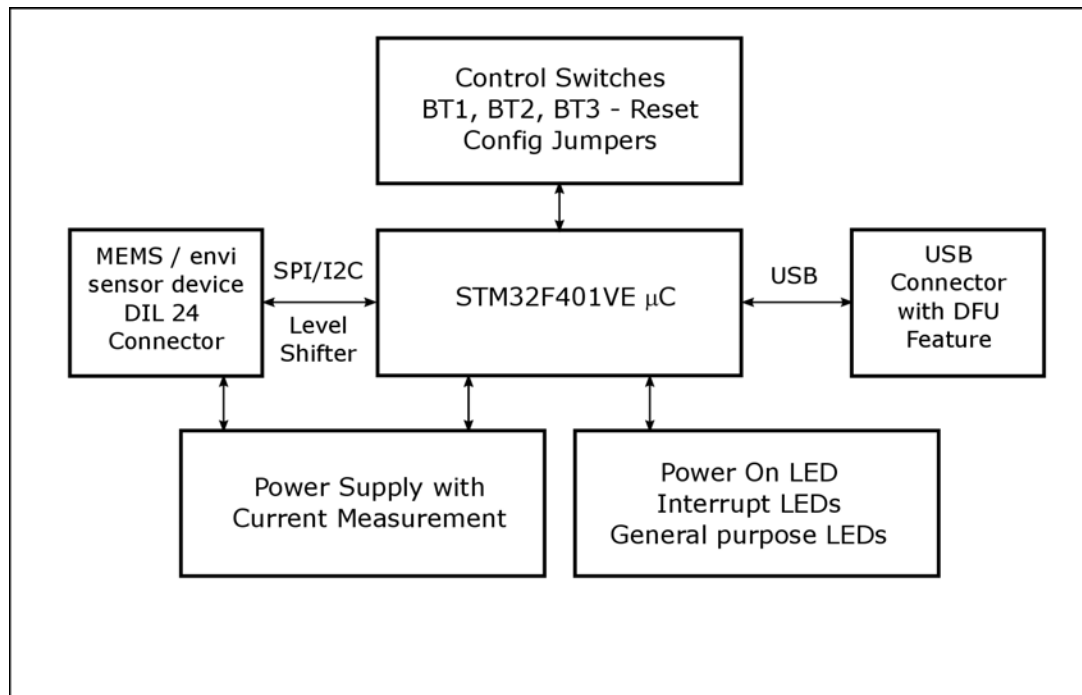 Control Switches
BT1, BT2, BT3 - Reset
Config Jumpers
MEMS / envi
sensor device
DIL 24
Connector
SPI/I2C
Level
Shifter
STM32F401VE μC
USB
USB
Connector
with DFU
Feature
Power Supply with
Current Measurement
Power On LED
Interrupt LEDs
General purpose LEDs